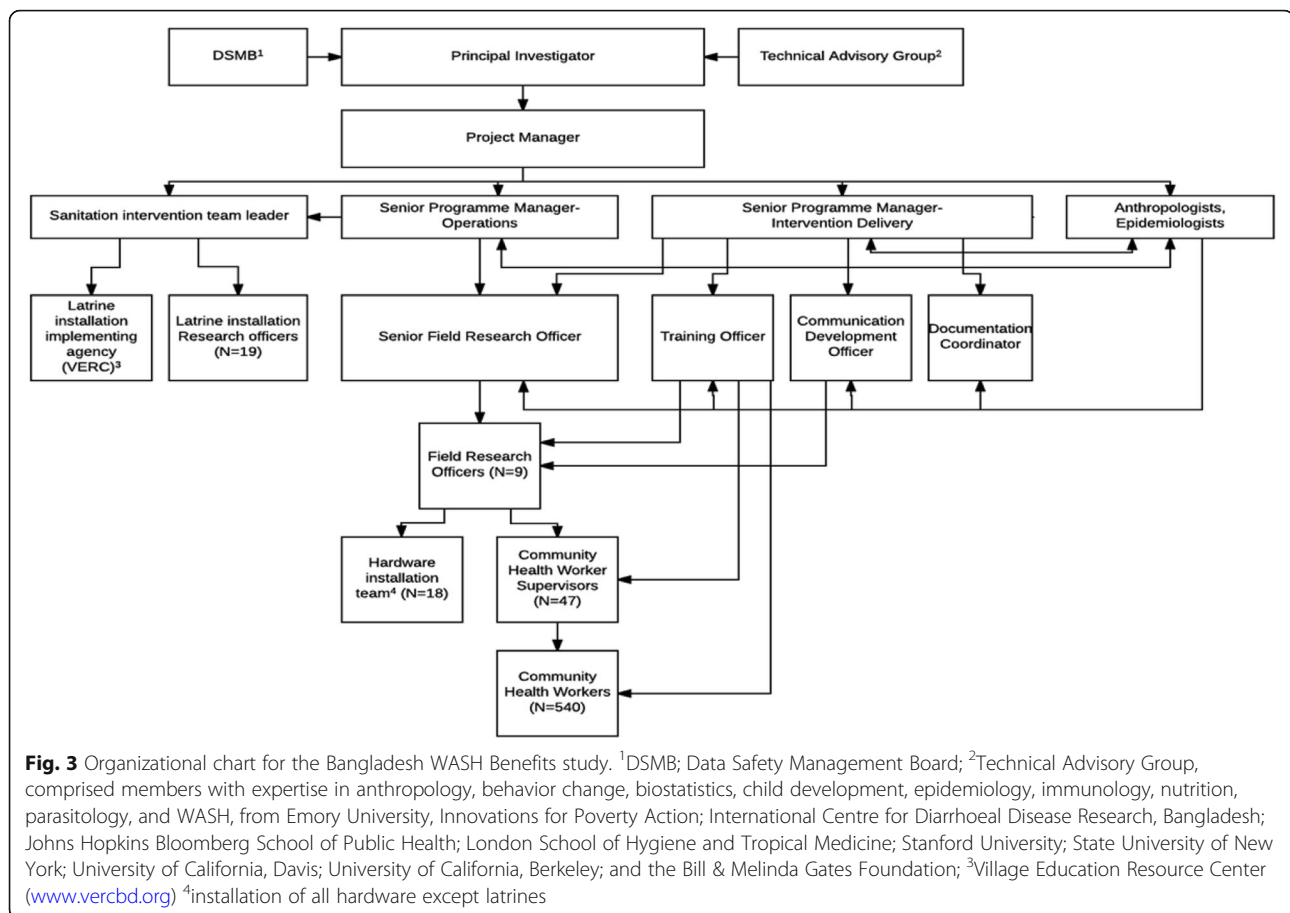 DSMB¹
Principal Investigator
Technical Advisory Group²
Project Manager
Sanitation intervention team leader
Senior Programme Manager-
Operations
Senior Programme Manager-
Intervention Delivery
Anthropologists,
Epidemiologists
Latrine
installation
implementing
agency
(VERC)³
Latrine installation
Research officers
(N=19)
Senior Field Research Officer
Training Officer
Communication
Development
Officer
Documentation
Coordinator
Field Research
Officers (N=9)
Hardware
installation
team⁴ (N=18)
Community
Health Worker
Supervisors
(N=47)
Community
Health Workers
(N=540)
Fig. 3 Organizational chart for the Bangladesh WASH Benefits study. ¹DSMB; Data Safety Management Board; ²Technical Advisory Group,
comprised members with expertise in anthropology, behavior change, biostatistics, child development, epidemiology, immunology, nutrition,
parasitology, and WASH, from Emory University, Innovations for Poverty Action; International Centre for Diarrhoeal Disease Research, Bangladesh;
Johns Hopkins Bloomberg School of Public Health; London School of Hygiene and Tropical Medicine; Stanford University; State University of New
York; University of California, Davis; University of California, Berkeley; and the Bill & Melinda Gates Foundation; ³Village Education Resource Center
(www.vercbd.org) ⁴installation of all hardware except latrines